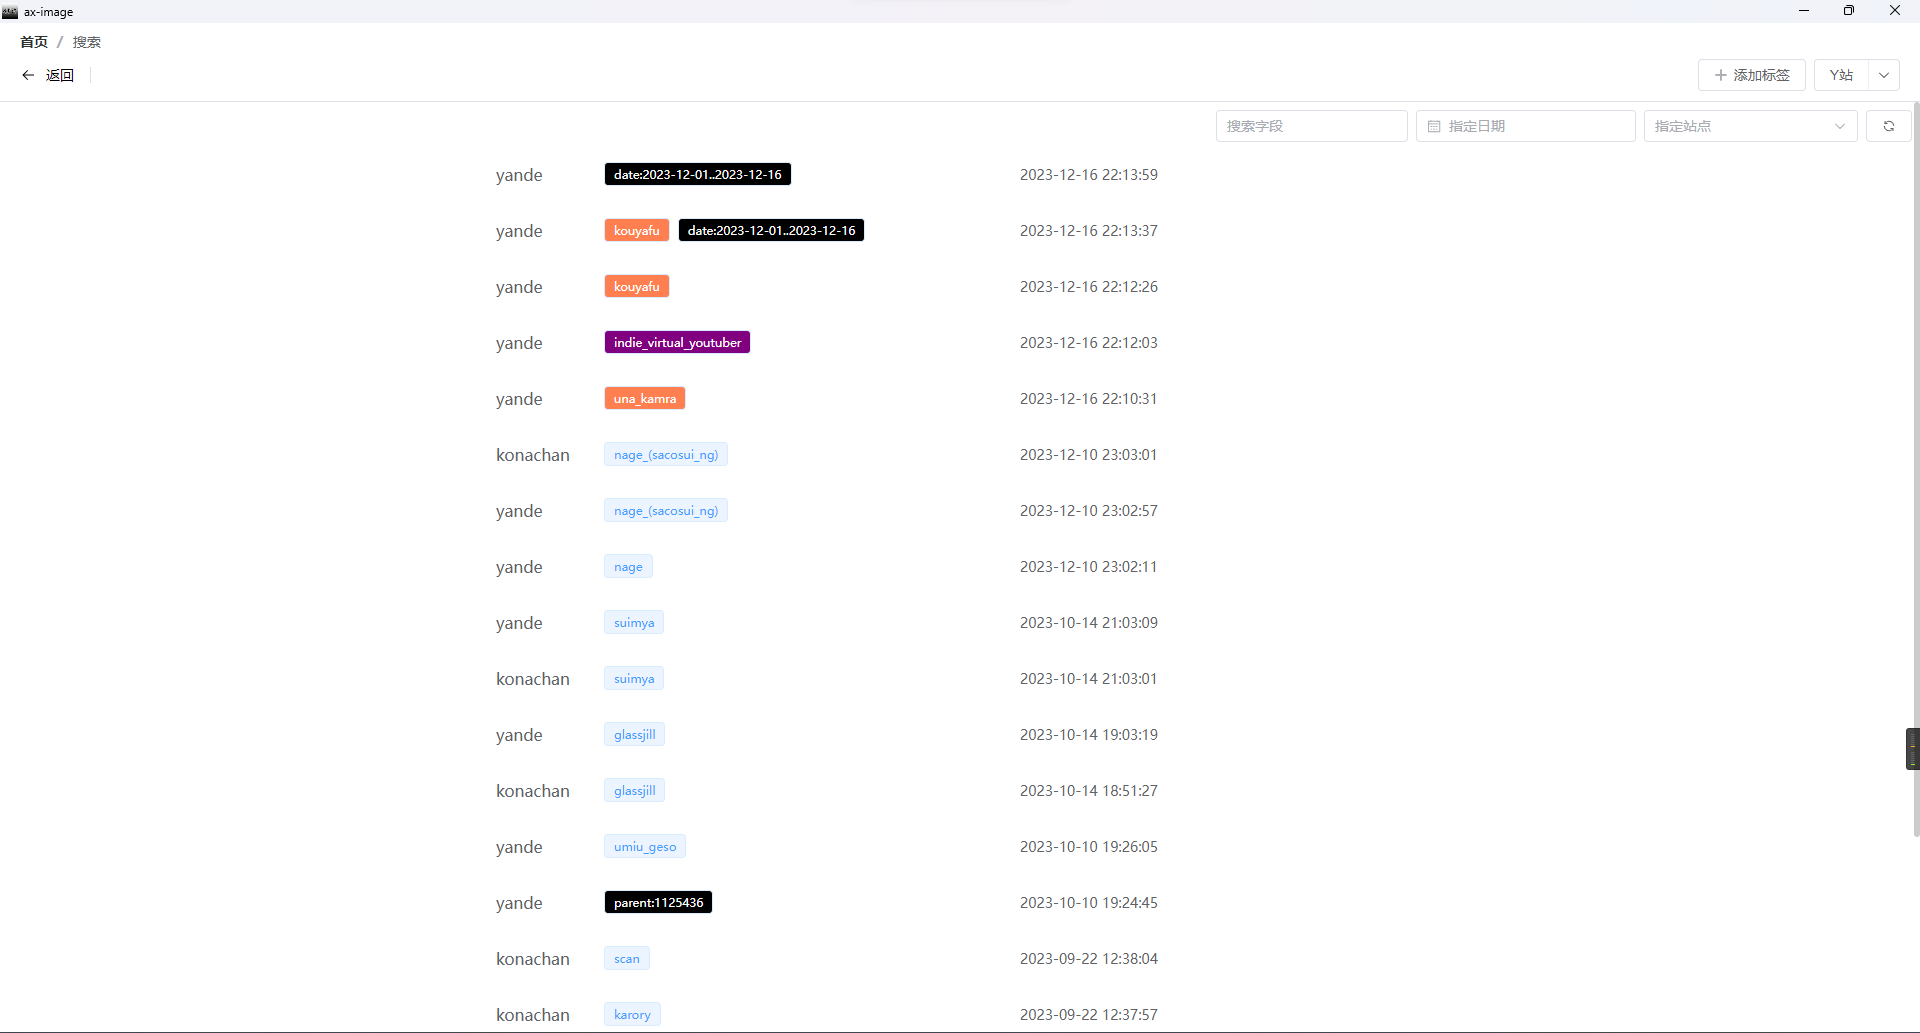 ax-image
首页 / 搜索
返回
添加标签 Y站
搜索字段 指定日期 指定站点
yande date:2023-12-01..2023-12-16 2023-12-16 22:13:59
yande kouyafu date:2023-12-01..2023-12-16 2023-12-16 22:13:37
yande kouyafu 2023-12-16 22:12:26
yande indie_virtual_youtuber 2023-12-16 22:12:03
yande una_kamra 2023-12-16 22:10:31
konachan nage_(sacosui_ng) 2023-12-10 23:03:01
yande nage_(sacosui_ng) 2023-12-10 23:02:57
yande nage 2023-12-10 23:02:11
yande suimya 2023-10-14 21:03:09
konachan suimya 2023-10-14 21:03:01
yande glassjill 2023-10-14 19:03:19
konachan glassjill 2023-10-14 18:51:27
yande umiu_geso 2023-10-10 19:26:05
yande parent:1125436 2023-10-10 19:24:45
konachan scan 2023-09-22 12:38:04
konachan karory 2023-09-22 12:37:57